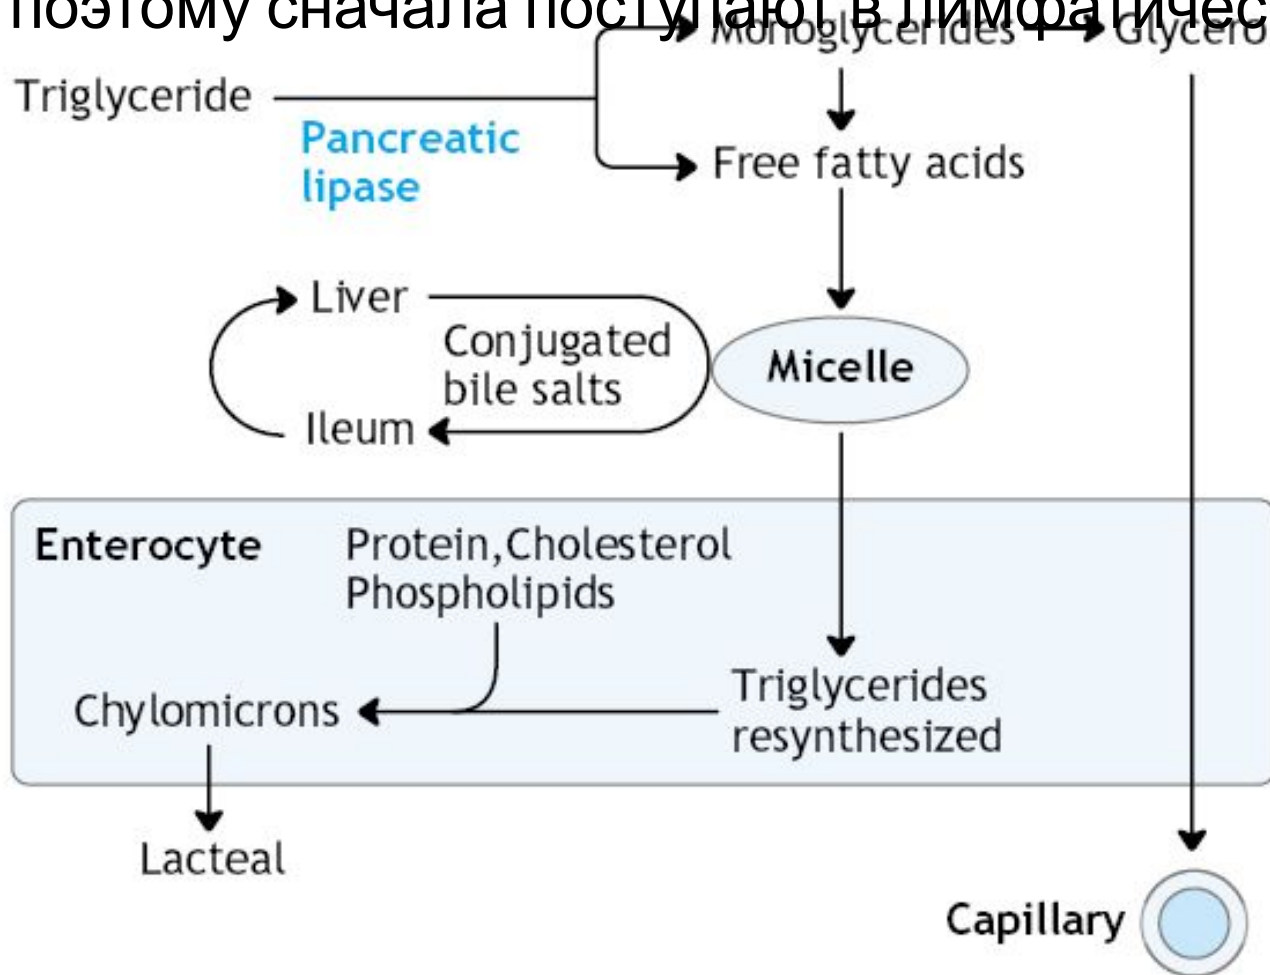 поэтому сначала поступают в лимфатичес
Monoglycerides Glycero
Triglyceride
Pancreatic
lipase
Free fatty acids
Liver
Conjugated
bile salts
Micelle
Ileum
Enterocyte
Protein, Cholesterol
Phospholipids
Triglycerides
resynthesized
Chylomicrons
Lacteal
Capillary